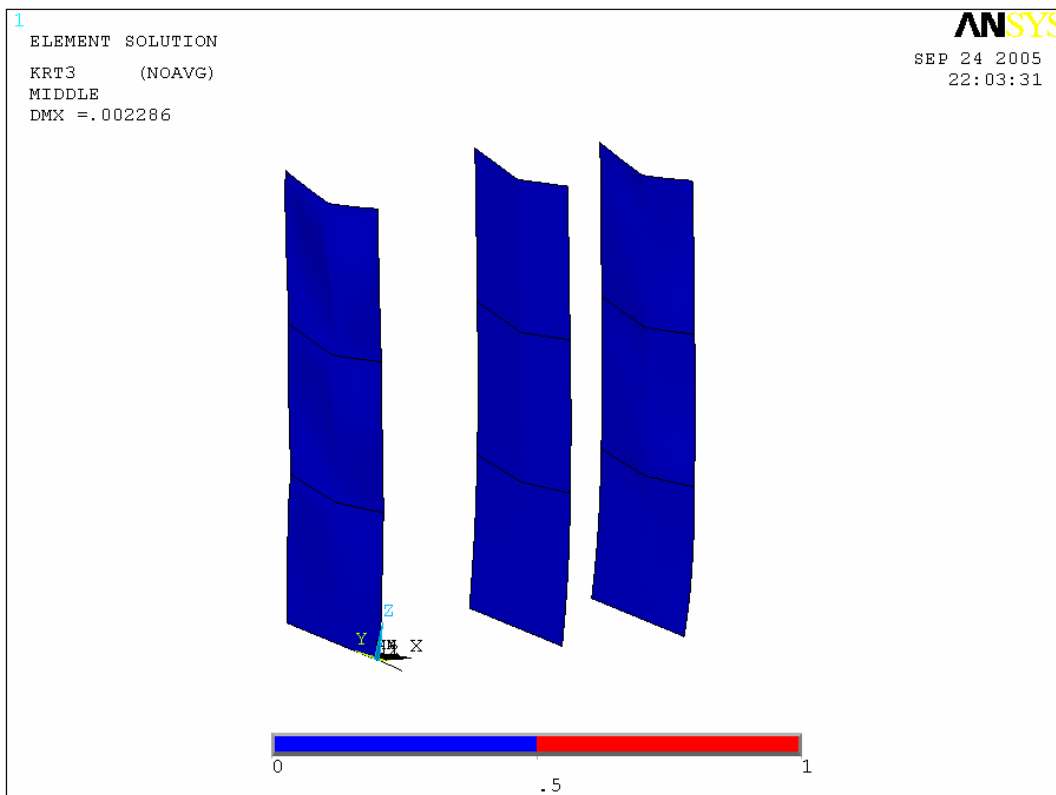 1
ANSYS
ELEMENT SOLUTION
SEP 24 2005
22:03:31
KRT3 (NOAVG)
MIDDLE
DMX =.002286
Z
Y
X
0
.5
1